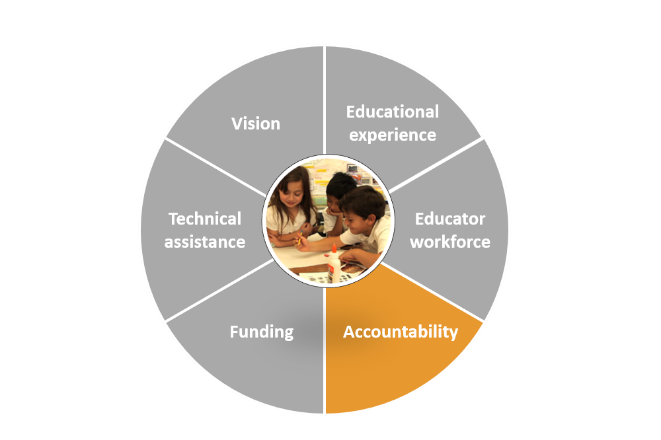 Vision
Educational
experience
Technical
assistance
Educator
workforce
Funding
Accountability